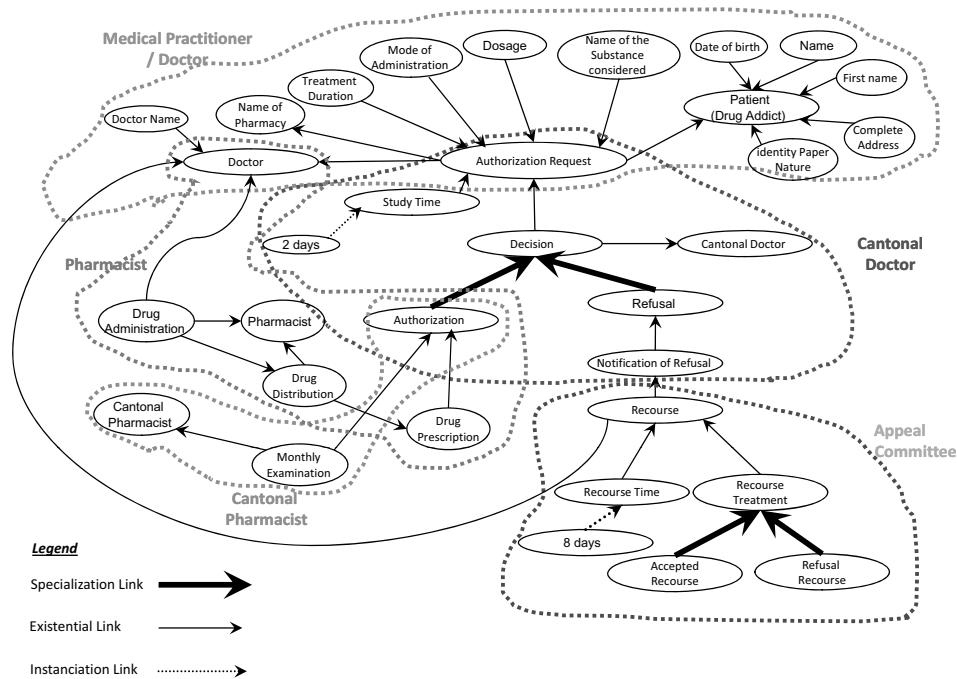 Medical Practitioner
/ Doctor
Mode of
Administration
Dosage
Name of the
Substance
considered
Date of birth
Name
Treatment
Duration
First name
Doctor Name
Name of
Pharmacy
Patient
(Drug Addict)
Complete
Address
Doctor
Authorization Request
identity Paper
Nature
Study Time
2 days
Decision
Cantonal Doctor
Cantonal
Doctor
Pharmacist
Refusal
Drug
Administration
Pharmacist
Authorization
Notification of Refusal
Drug
Distribution
Cantonal
Pharmacist
Recourse
Drug
Prescription
Appeal
Committee
Monthly
Examination
Cantonal
Pharmacist
Recourse Time
Recourse
Treatment
8 days
Accepted
Recourse
Refusal
Recourse
Legend
Specialization Link
Existential Link
Instanciation Link